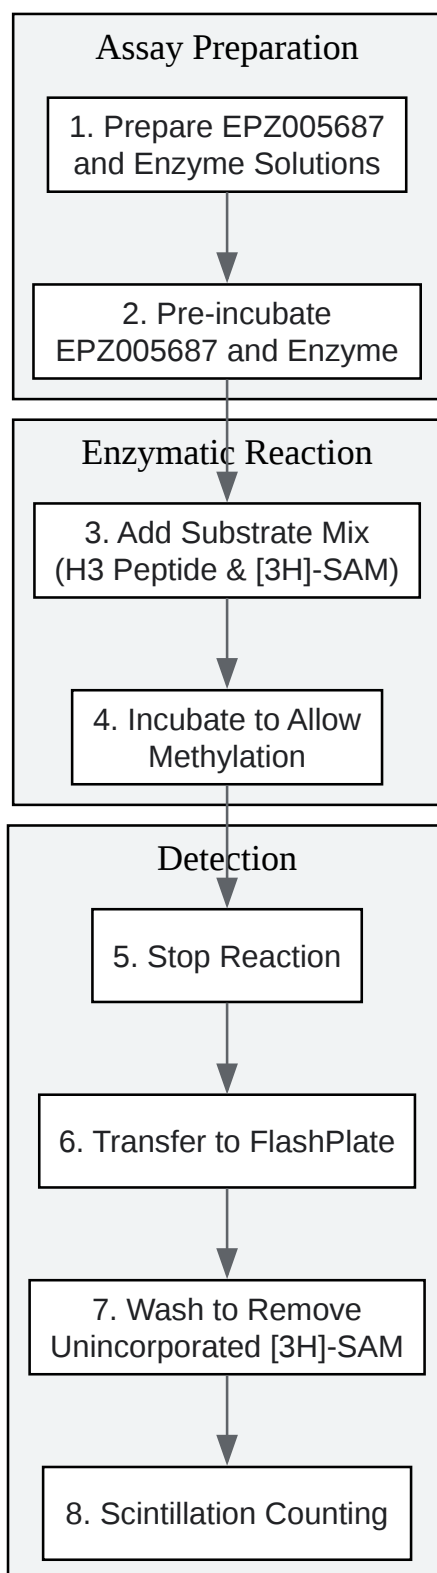 Assay Preparation
1. Prepare EPZ005687
and Enzyme Solutions
2. Pre-incubate
EPZ005687 and Enzyme
Enzymatic Reaction
3. Add Substrate Mix
(H3 Peptide & [3H]-SAM)
4. Incubate to Allow
Methylation
Detection
5. Stop Reaction
6. Transfer to FlashPlate
7. Wash to Remove
Unincorporated [3H]-SAM
8. Scintillation Counting